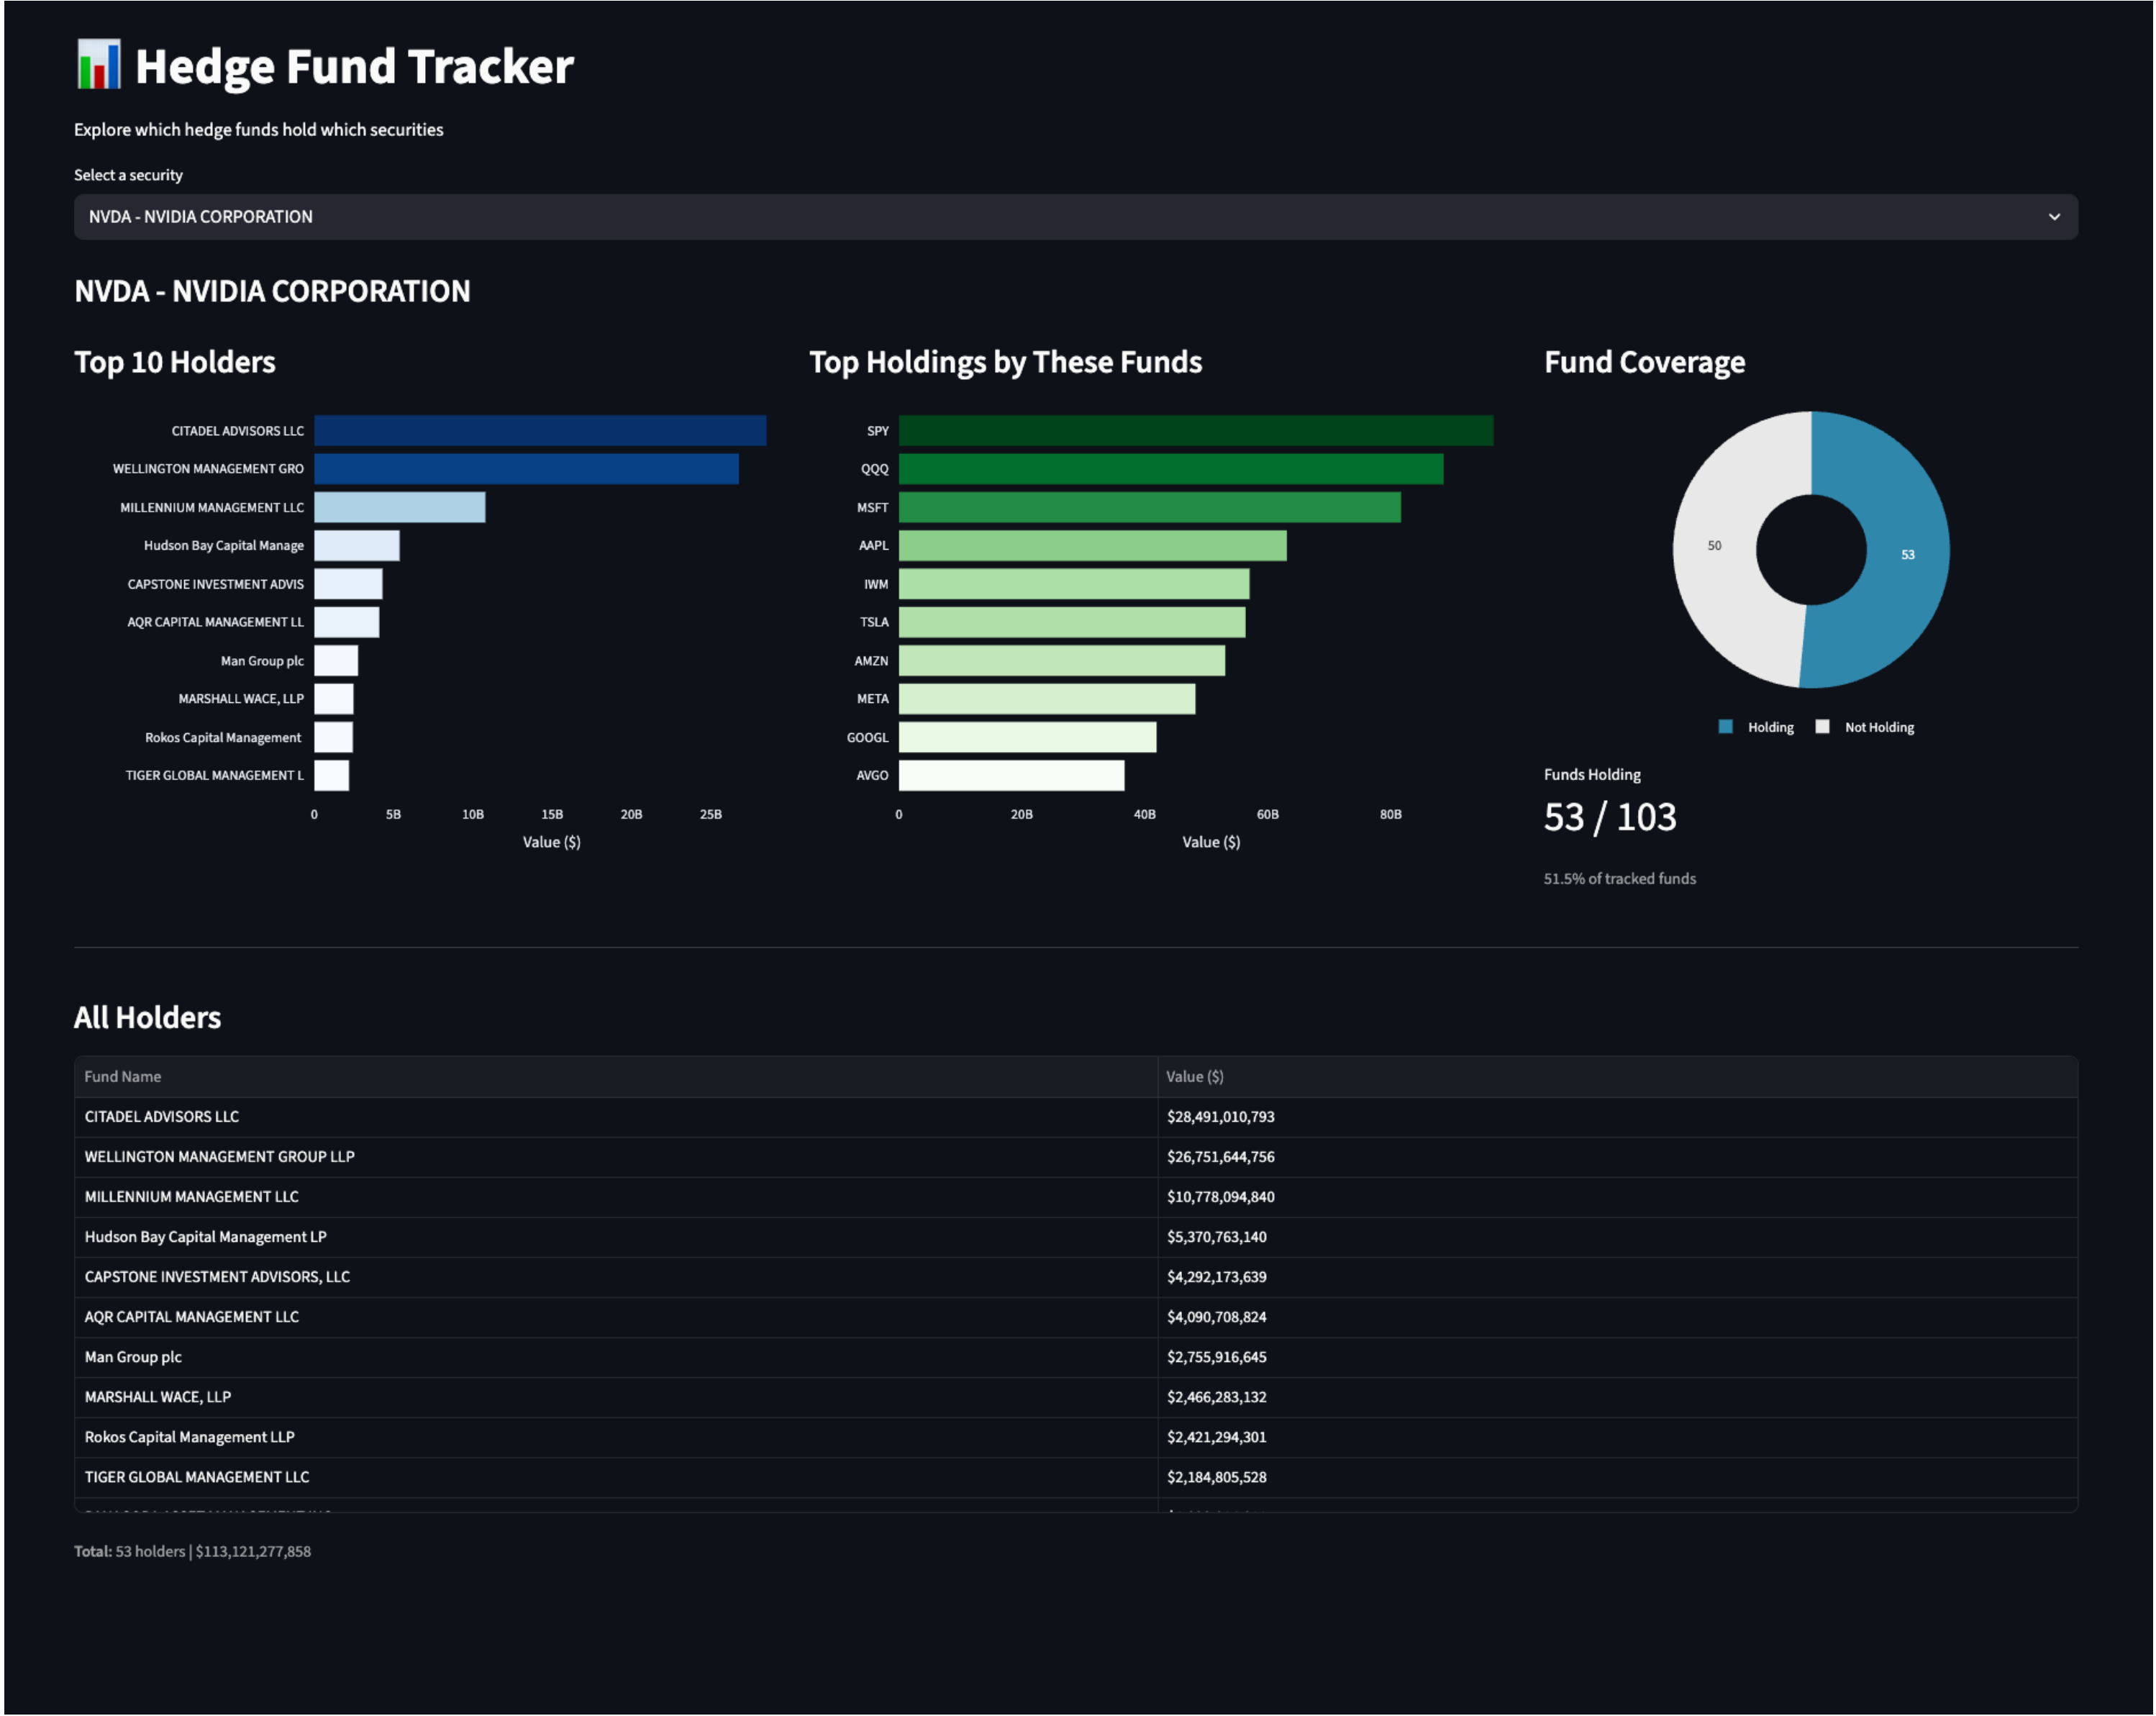 Hedge Fund Tracker
Explore which hedge funds hold which securities
Select a security
NVDA - NVIDIA CORPORATION
NVDA - NVIDIA CORPORATION
Top 10 Holders
CITADEL ADVISORS LLC
WELLINGTON MANAGEMENT GRO
MILLENNIUM MANAGEMENT LLC
Hudson Bay Capital Manage
CAPSTONE INVESTMENT ADVIS
AQR CAPITAL MANAGEMENT LL
Man Group plc
MARSHALL WACE, LLP
Rokos Capital Management
TIGER GLOBAL MANAGEMENT L
0 5B 10B 15B 20B 25B
Value ($)
Top Holdings by These Funds
SPY
QQQ
MSFT
AAPL
IWM
TSLA
AMZN
META
GOOGL
AVGO
0 20B 40B 60B 80B
Value ($)
Fund Coverage
50 53
Holding Not Holding
Funds Holding
53 / 103
51.5% of tracked funds
All Holders
Fund Name Value ($)
CITADEL ADVISORS LLC $28,491,010,793
WELLINGTON MANAGEMENT GROUP LLP $26,751,644,756
MILLENNIUM MANAGEMENT LLC $10,778,094,840
Hudson Bay Capital Management LP $5,370,763,140
CAPSTONE INVESTMENT ADVISORS, LLC $4,292,173,639
AQR CAPITAL MANAGEMENT LLC $4,090,708,824
Man Group plc $2,755,916,645
MARSHALL WACE, LLP $2,466,283,132
Rokos Capital Management LLP $2,421,294,301
TIGER GLOBAL MANAGEMENT LLC $2,184,805,528
Total: 53 holders | $113,121,277,858